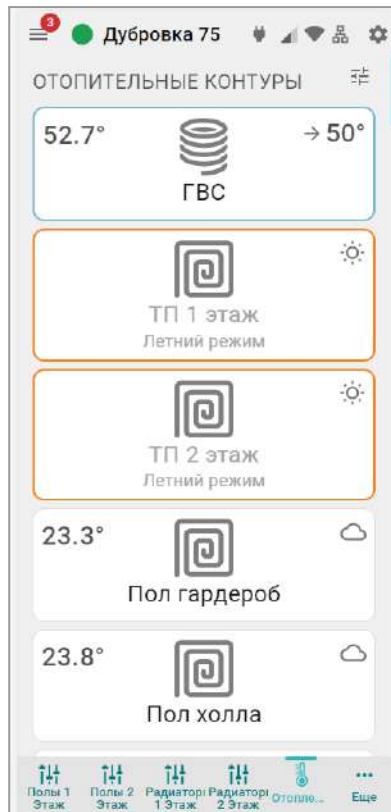 3
Дубровка 75
ОТОПИТЕЛЬНЫЕ КОНТУРЫ
52.7°
→ 50°
ГВС
ТП 1 этаж
Летний режим
ТП 2 этаж
Летний режим
23.3°
Пол гардероб
23.8°
Пол холла
Полы 1
Этаж
Полы 2
Этаж
Радиаторı
1 Этаж
Радиаторı
2 Этаж
Отопле...
Еще